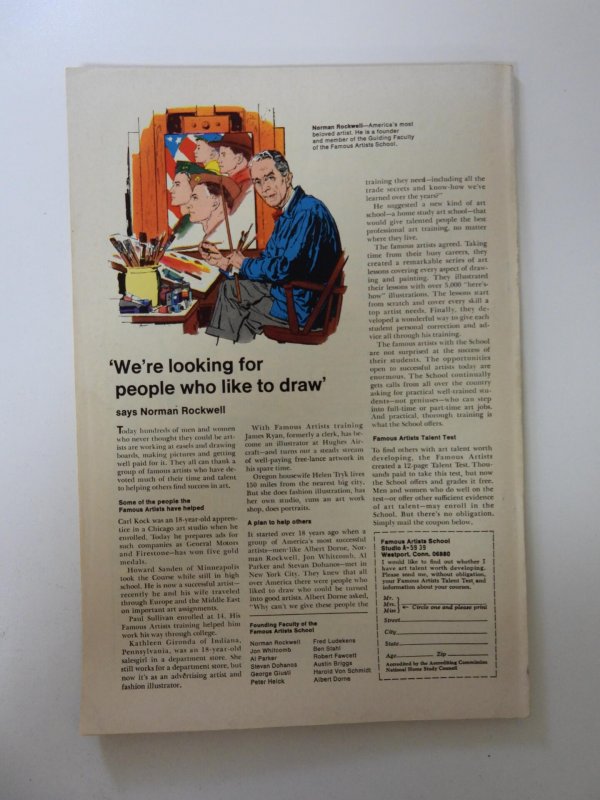 Norman Rockwell—America's most
beloved artist. He is a founder
and member of the Guiding Faculty
of the Famous Artists School.
'We're looking for
people who like to draw'
says Norman Rockwell
Today hundreds of men and women
who never thought they could be art-
ists are working at easels and drawing
boards, making pictures and getting
well paid for it. They all can thank a
group of famous artists who have de-
voted much of their time and talent
to helping others find success in art.
Some of the people the
Famous Artists have helped
Carl Kock was an 18-year-old appren-
tice in a Chicago art studio when he
enrolled. Today he prepares ads for
such companies as General Motors
and Firestone—has won five gold
medals.
Howard Sanden of Minneapolis
took the Course while still in high
school. He is now a successful artist—
recently he and his wife traveled
through Europe and the Middle East
on important art assignments.
Paul Sullivan enrolled at 14. His
Famous Artists training helped him
work his way through college.
Kathleen Gironda of Indiana,
Pennsylvania, was an 18-year-old
salesgirl in a department store. She
still works for a department store, but
now it's as an advertising artist and
fashion illustrator.
With Famous Artists training
James Ryan, formerly a clerk, has be-
come an illustrator at Hughes Air-
craft—and turns out a steady stream
of well-paying free-lance artwork in
his spare time.
Oregon housewife Helen Tryk lives
150 miles from the nearest big city.
But she does fashion illustration, has
her own studio, runs an art work
shop, does portraits.
A plan to help others
It started over 18 years ago when a
group of America's most successful
artists—men like Albert Dorne, Nor-
man Rockwell, Jon Whitcomb, Al
Parker and Stevan Dohanos—met in
New York City. They knew that all
over America there were people who
liked to draw who could be turned
into good artists. Albert Dorne asked,
"Why can't we give these people the
Founding Faculty of the
Famous Artists School
Norman Rockwell
Jon Whitcomb
Al Parker
Stevan Dohanos
George Giusti
Peter Helck
Fred Ludekens
Ben Stahl
Robert Fawcett
Austin Briggs
Harold Von Schmidt
Albert Dorne
training they need—including all the
trade secrets and know-how we've
learned over the years?"
He suggested a new kind of art
school—a home study art school—that
would give talented people the best
professional art training, no matter
where they live.
The famous artists agreed. Taking
time from their busy careers, they
created a remarkable series of art
lessons covering every aspect of draw-
ing and painting. They illustrated
their lessons with over 5,000 "here's-
how" illustrations. The lessons start
from scratch and cover every skill a
top artist needs. Finally, they de-
veloped a wonderful way to give each
student personal correction and ad-
vice all through his training.
The famous artists with the School
are not surprised at the success of
their students. The opportunities
open to successful artists today are
enormous. The School continually
gets calls from all over the country
asking for practical well-trained stu-
dents—not geniuses—who can step
into full-time or part-time art jobs.
And practical, thorough training is
what the School offers.
Famous Artists Talent Test
To find others with art talent worth
developing, the Famous Artists
created a 12-page Talent Test. Thou-
sands paid to take this test, but now
the School offers and grades it free.
Men and women who do well on the
test—or offer other sufficient evidence
of art talent—may enroll in the
School. But there's no obligation.
Simply mail the coupon below.
Famous Artists School
Studio A-5939
Westport, Conn. 06880
I would like to find out whether I
have art talent worth developing.
Please send me, without obligation,
your Famous Artists Talent Test and
information about your courses.
Mr.
Mrs. ← Circle one and please print
Miss
Street
City
State
Age Zip
Accredited by the Accrediting Commission
National Home Study Council